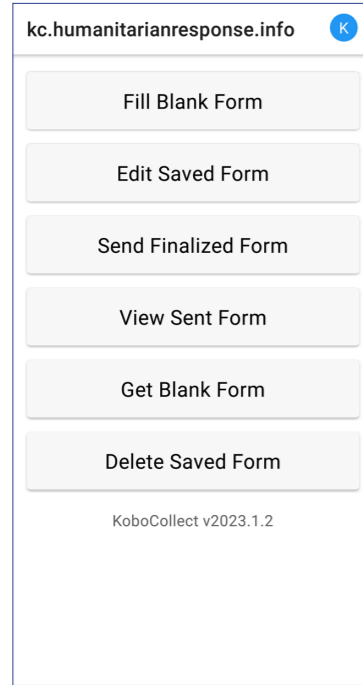 kc.humanitarianresponse.info K
Fill Blank Form
Edit Saved Form
Send Finalized Form
View Sent Form
Get Blank Form
Delete Saved Form
KoboCollect v2023.1.2